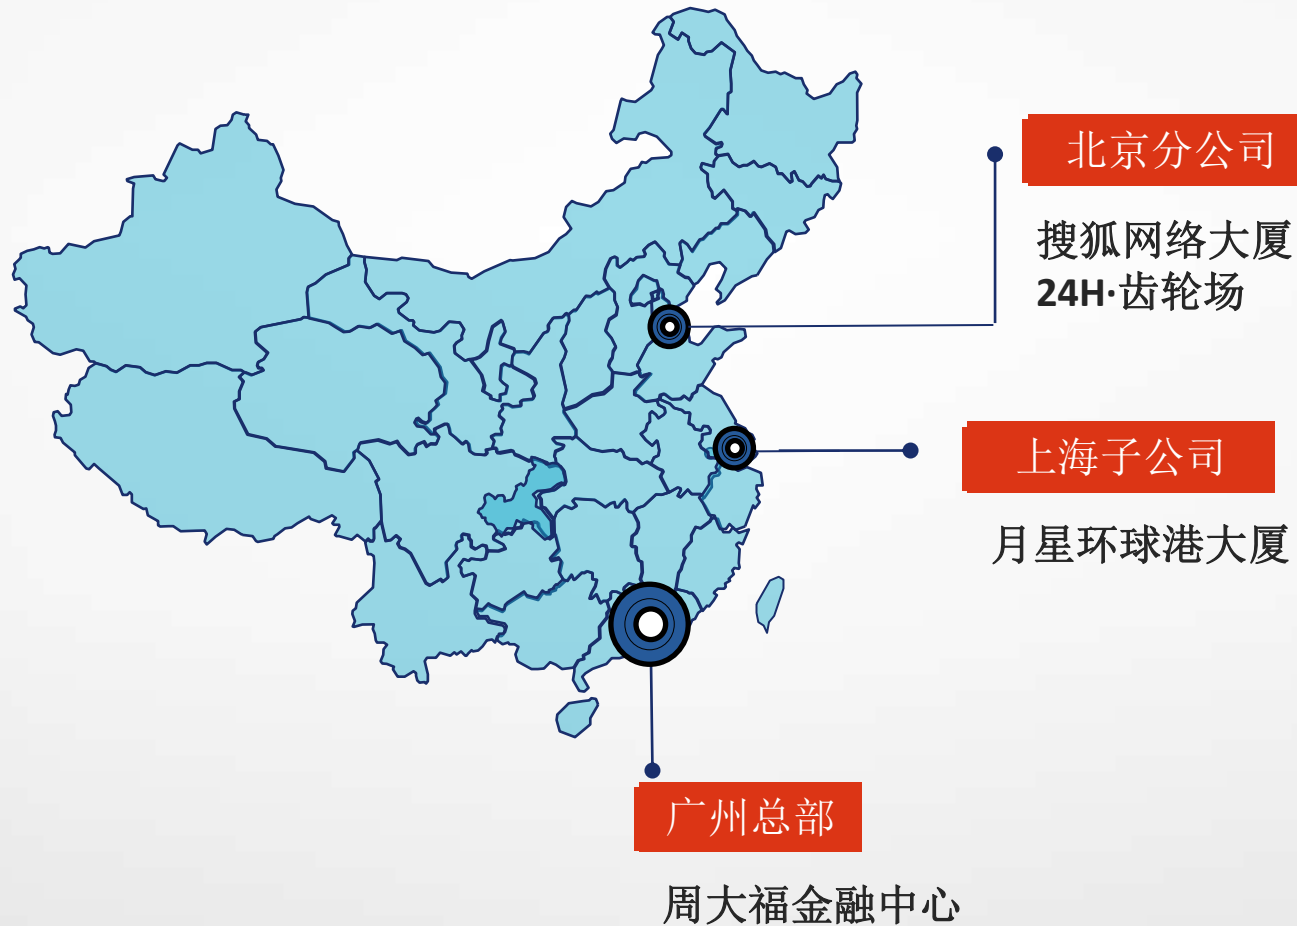 北京分公司
搜狐网络大厦
24H·齿轮场
上海子公司
月星环球港大厦
广州总部
周大福金融中心